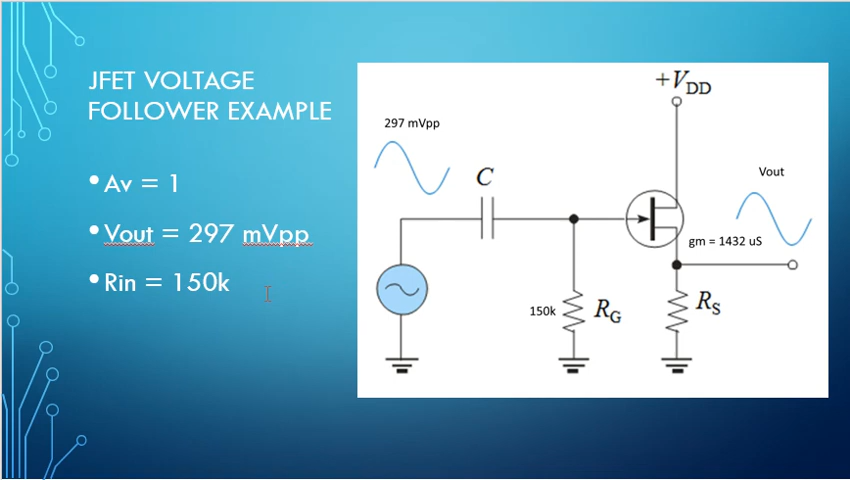 JFET VOLTAGE
FOLLOWER EXAMPLE
•Av = 1
•Vout = 297 mVpp
•Rin = 150k
297 mVpp
C
+VDD
Vout
gm = 1432 uS
150k
RG
RS